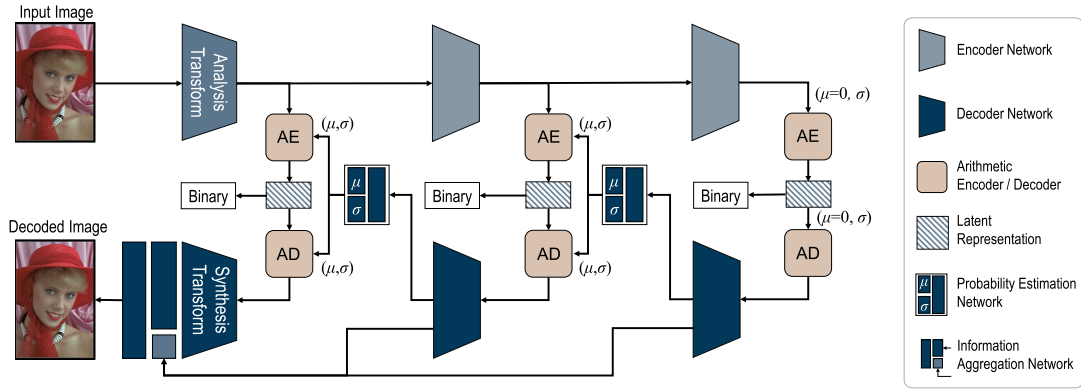 Input Image
Analysis
Transform
AE
(μ,σ)
AE
(μ,σ)
(μ=0, σ)
AE
Binary
μ
σ
Binary
μ
σ
Binary
(μ=0, σ)
Decoded Image
Synthesis
Transform
AD
(μ,σ)
AD
(μ,σ)
AD
Encoder Network
Decoder Network
Arithmetic
Encoder / Decoder
Latent
Representation
μ
σ
Probability Estimation
Network
Information
Aggregation Network